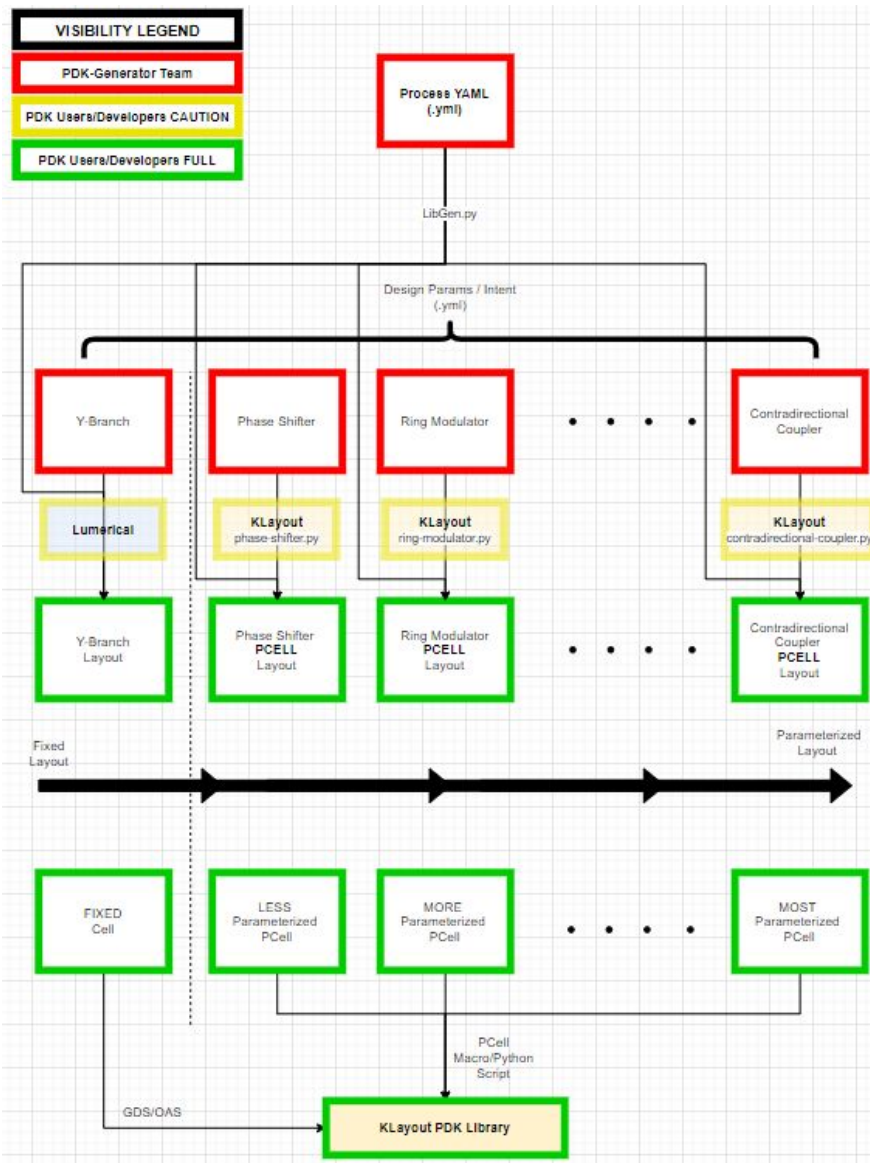 VISIBILITY LEGEND
PDK-Generator Team
PDK Users/Developers CAUTION
PDK Users/Developers FULL
Process YAML
(.yml)
LibGen.py
Design Params / Intent
(.yml)
Y-Branch
Phase Shifter
Ring Modulator
Contradirectional
Coupler
Lumerical
KLayout
phase-shifter.py
KLayout
ring-modulator.py
KLayout
contradirectional-coupler.py
Y-Branch
Layout
Phase Shifter
PCELL
Layout
Ring Modulator
PCELL
Layout
Contradirectional
Coupler
PCELL
Layout
Fixed
Layout
Parameterized
Layout
FIXED
Cell
LESS
Parameterized
PCell
MORE
Parameterized
PCell
MOST
Parameterized
PCell
PCell
Macro/Python
Script
GDS/OAS
KLayout PDK Library